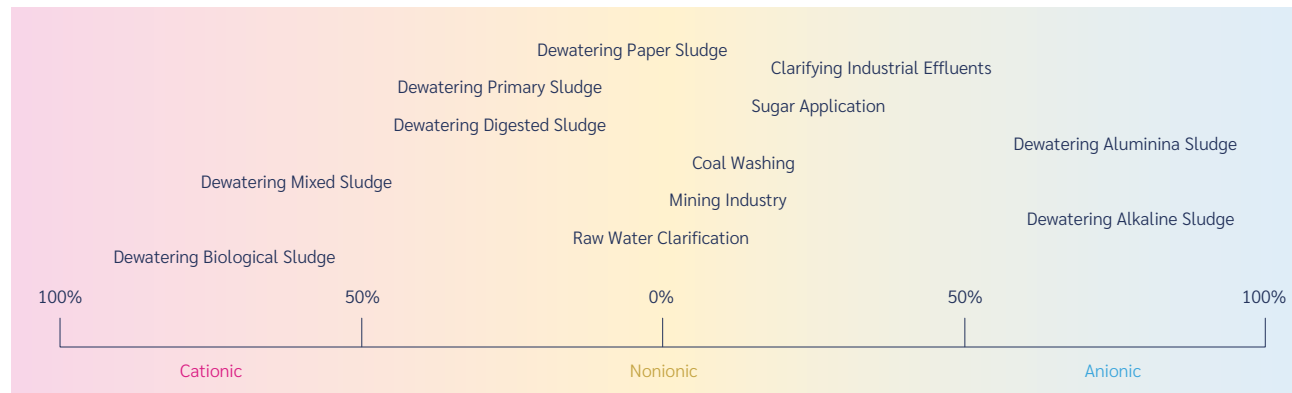 Dewatering Paper Sludge
Clarifying Industrial Effluents
Dewatering Primary Sludge
Sugar Application
Dewatering Digested Sludge
Dewatering Aluminina Sludge
Coal Washing
Dewatering Mixed Sludge
Mining Industry
Dewatering Alkaline Sludge
Raw Water Clarification
Dewatering Biological Sludge
100% 50% 0% 50% 100%
Cationic Nonionic Anionic